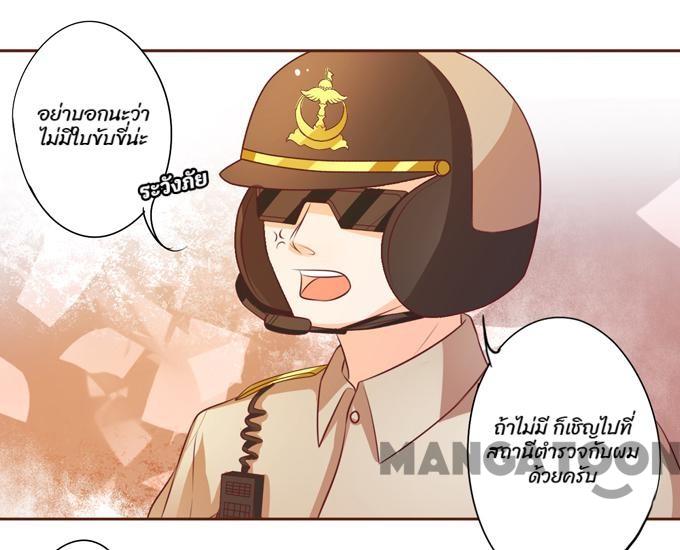 อย่าบอกนะว่า
ไม่มีใบขับขี่น่ะ
ระวังภัย
ถ้าไม่มี ก็เชิญไปที่
สถานีตำรวจกับผม
ด้วยครับ
MANGATOON